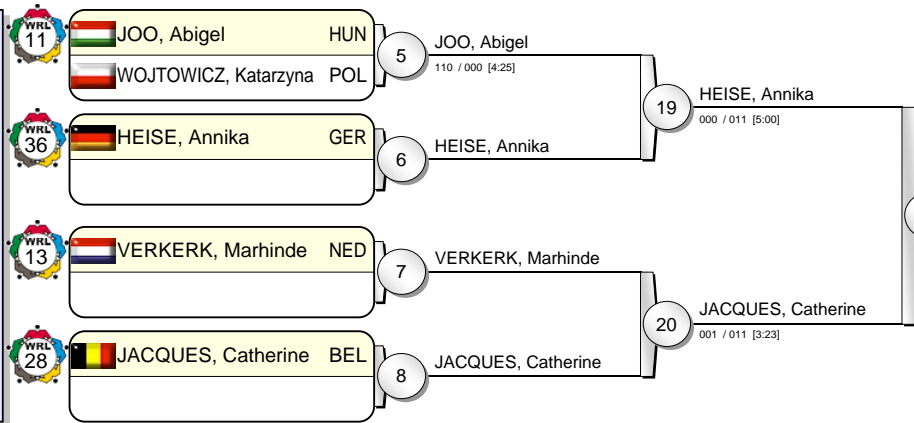 WRL
11
JOO, Abigel HUN
WOJTOWICZ, Katarzyna POL
5
JOO, Abigel
110 / 000 [4:25]
WRL
36
HEISE, Annika GER
6
HEISE, Annika
19
HEISE, Annika
000 / 011 [5:00]
WRL
13
VERKERK, Marhinde NED
7
VERKERK, Marhinde
WRL
28
JACQUES, Catherine BEL
8
JACQUES, Catherine
20
JACQUES, Catherine
001 / 011 [3:23]